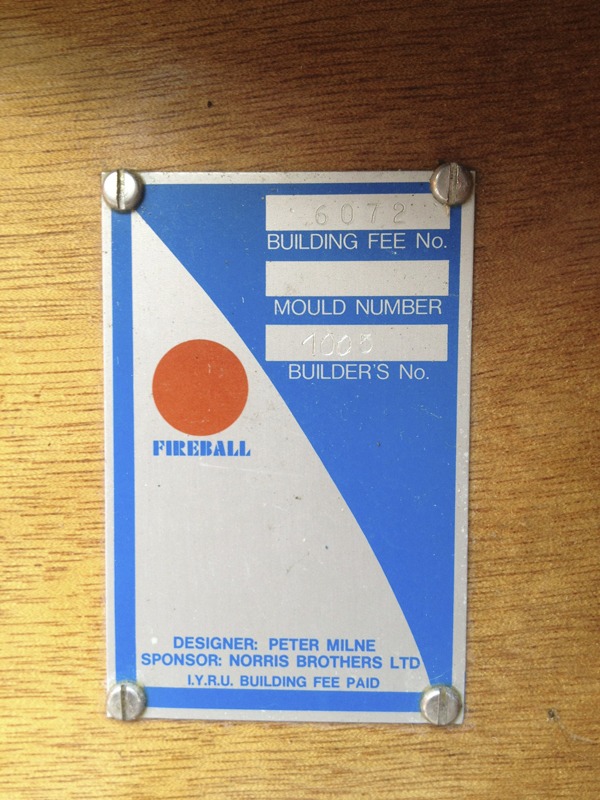 6072
BUILDING FEE No.
MOULD NUMBER
BUILDER'S No.
FIREBALL
DESIGNER: PETER MILNE
SPONSOR: NORRIS BROTHERS LTD
I.Y.R.U. BUILDING FEE PAID